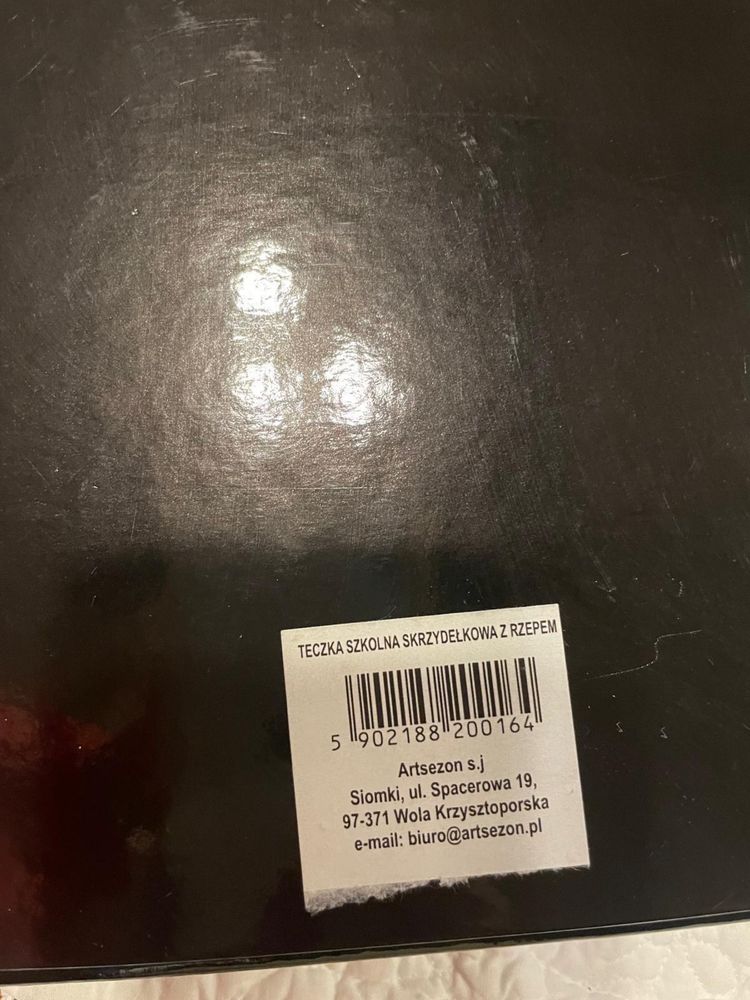 TECZKA SZKOLNA SKRZYDEŁKOWA Z RZEPEM
5 902188 200164
Artsezon s.j
Siomki, ul. Spacerowa 19,
97-371 Wola Krzysztoporska
e-mail: biuro@artsezon.pl